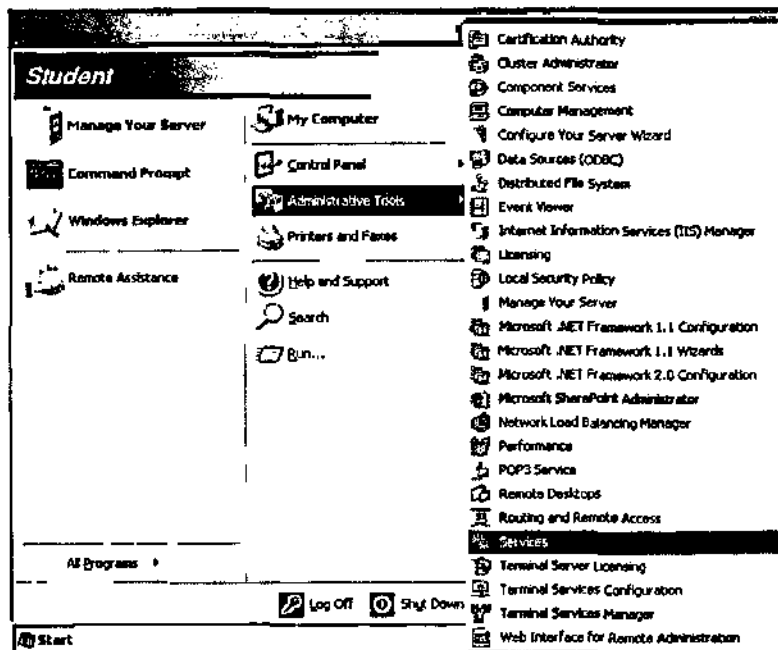 Student
Manage Your Server
Command Prompt
Windows Explorer
Remote Assistance
All Programs
My Computer
Control Panel
Administrative Tools
Printers and Faxes
Help and Support
Search
Run...
Log Off
Shut Down
Start
Certification Authority
Cluster Administrator
Component Services
Computer Management
Configure Your Server Wizard
Data Sources (ODBC)
Distributed File System
Event Viewer
Internet Information Services (IIS) Manager
Licensing
Local Security Policy
Manage Your Server
Microsoft .NET Framework 1.1 Configuration
Microsoft .NET Framework 1.1 Wizards
Microsoft .NET Framework 2.0 Configuration
Microsoft SharePoint Administrator
Network Load Balancing Manager
Performance
POP3 Service
Remote Desktops
Routing and Remote Access
Services
Terminal Server Licensing
Terminal Services Configuration
Terminal Services Manager
Web Interface for Remote Administration